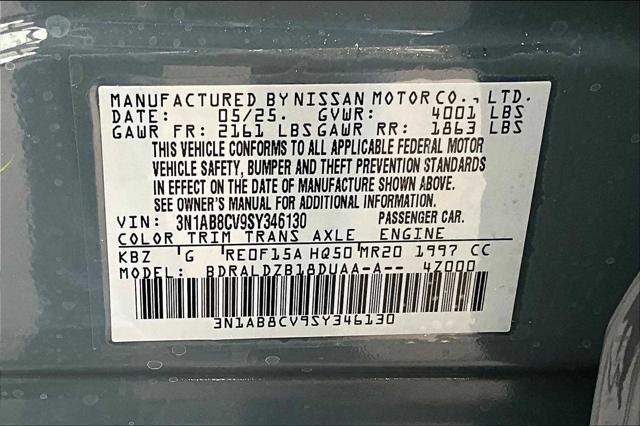 MANUFACTURED BY NISSAN MOTOR CO., LTD.
DATE: 05/25. GVWR: 4001 LBS
GAWR FR: 2161 LBS GAWR RR: 1863 LBS
THIS VEHICLE CONFORMS TO ALL APPLICABLE FEDERAL MOTOR
VEHICLE SAFETY, BUMPER AND THEFT PREVENTION STANDARDS
IN EFFECT ON THE DATE OF MANUFACTURE SHOWN ABOVE.
SEE OWNER'S MANUAL FOR ADDITIONAL INFORMATION.
VIN: 3N1AB8CV9SY346130 PASSENGER CAR.
COLOR TRIM TRANS AXLE ENGINE
KBZ G RE0F15A HQ50 MR20 1997 CC
MODEL: BDRALDZB18DUAA-A-- 4Z000
3N1AB8CV9SY346130